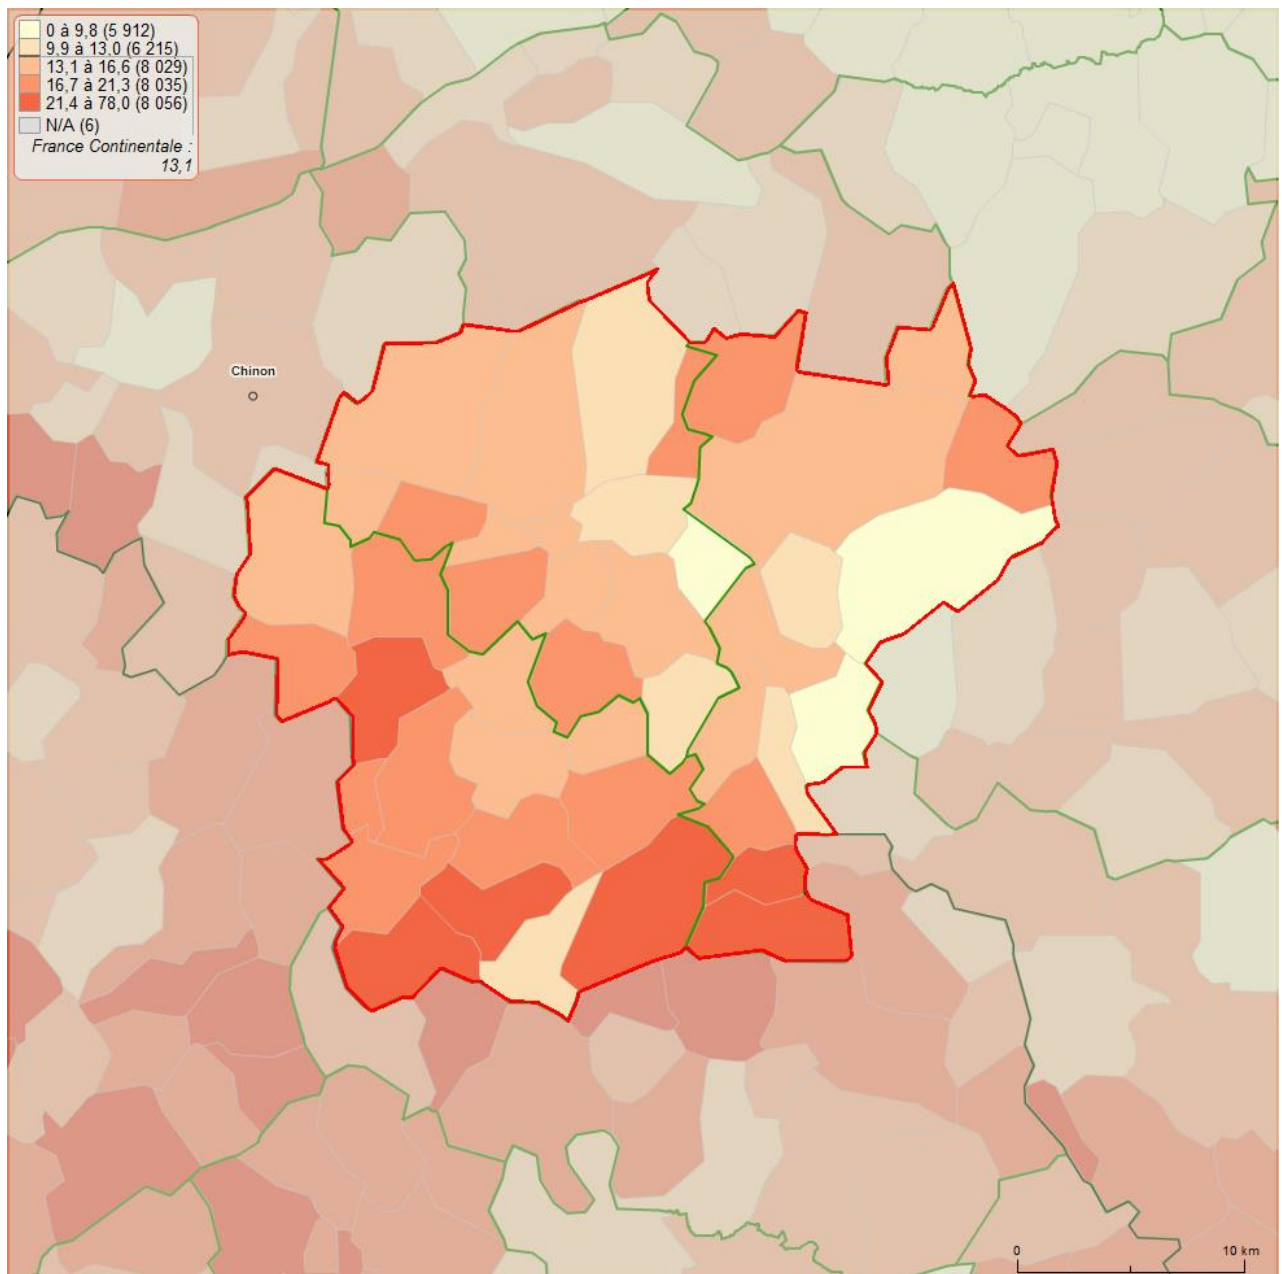 0 à 9,8 (5 912)
9,9 à 13,0 (6 215)
13,1 à 16,6 (8 029)
16,7 à 21,3 (8 035)
21,4 à 78,0 (8 056)
N/A (6)
France Continentale :
13,1
Chinon
0 10 km